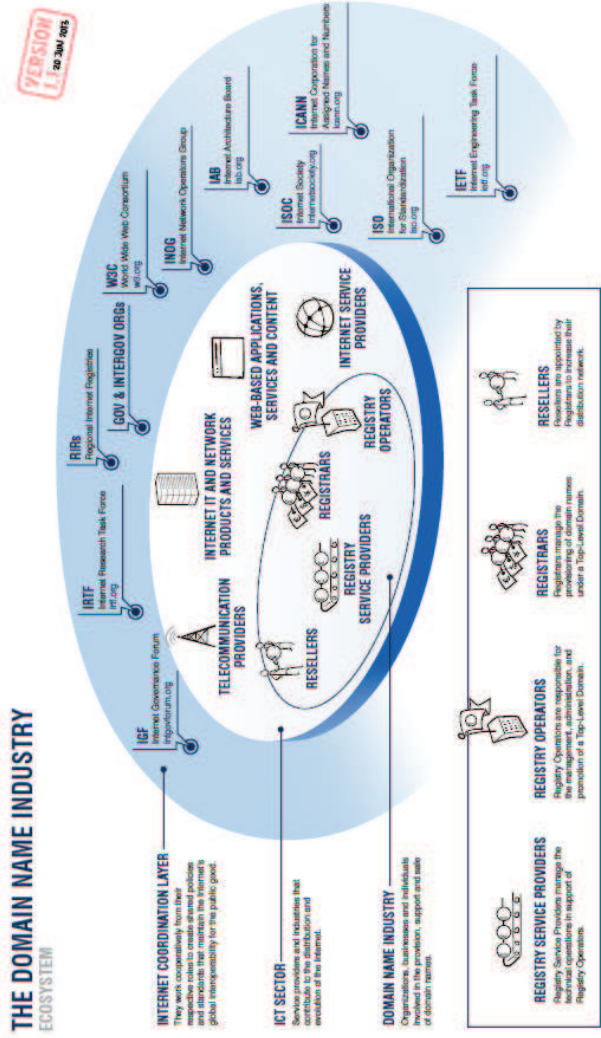 THE DOMAIN NAME INDUSTRY
ECOSYSTEM
VERSION
1.1 20 JUN 2013
INTERNET COORDINATION LAYER
They work cooperatively from their
respective roles to create shared policies
and standards that maintain the Internet's
global interoperability for the public good.
ICT SECTOR
Service providers and industries that
contribute to the distribution and
evolution of the Internet.
DOMAIN NAME INDUSTRY
Organizations, businesses and individuals
involved in the provision, support and sale
of domain names.
IGF
Internet Governance Forum
intgovforum.org
IRTF
Internet Research Task Force
irtf.org
RIRs
Regional Internet Registries
GOV & INTERGOV ORGs
W3C
World Wide Web Consortium
w3.org
INOG
Internet Network Operators Group
IAB
Internet Architecture Board
iab.org
ISOC
Internet Society
internetsociety.org
ICANN
Internet Corporation for
Assigned Names and Numbers
icann.org
ISO
International Organization
for Standardization
iso.org
IETF
Internet Engineering Task Force
ietf.org
TELECOMMUNICATION
PROVIDERS
INTERNET IT AND NETWORK
PRODUCTS AND SERVICES
WEB-BASED APPLICATIONS,
SERVICES AND CONTENT
INTERNET SERVICE
PROVIDERS
RESELLERS
REGISTRY
SERVICE PROVIDERS
REGISTRARS
REGISTRY
OPERATORS
REGISTRY SERVICE PROVIDERS
Registry Service Providers manage the
technical operations in support of
Registry Operators.
REGISTRY OPERATORS
Registry Operators are responsible for
the management, administration, and
promotion of a Top-Level Domain.
REGISTRARS
Registrars manage the
provisioning of domain names
under a Top-Level Domain.
RESELLERS
Resellers are appointed by
Registrars to increase their
distribution network.